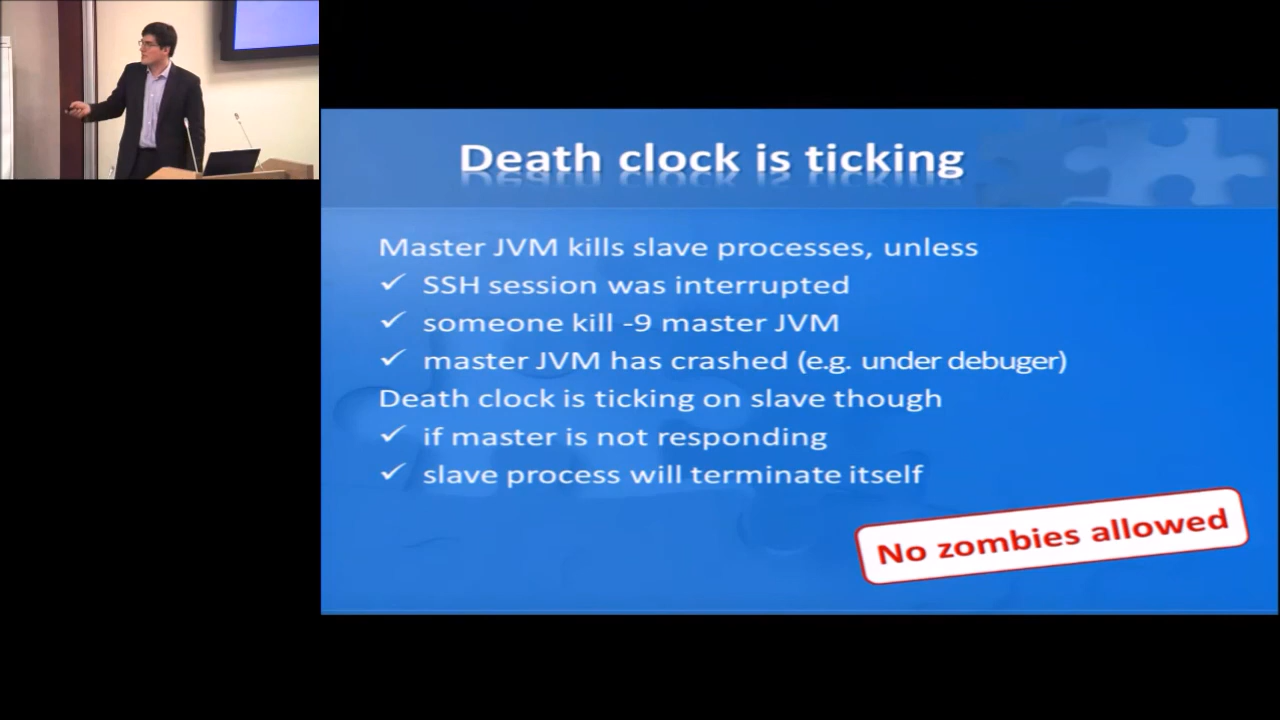 Death clock is ticking
Master JVM kills slave processes, unless
✓ SSH session was interrupted
✓ someone kill -9 master JVM
✓ master JVM has crashed (e.g. under debuger)
Death clock is ticking on slave though
✓ if master is not responding
✓ slave process will terminate itself
No zombies allowed